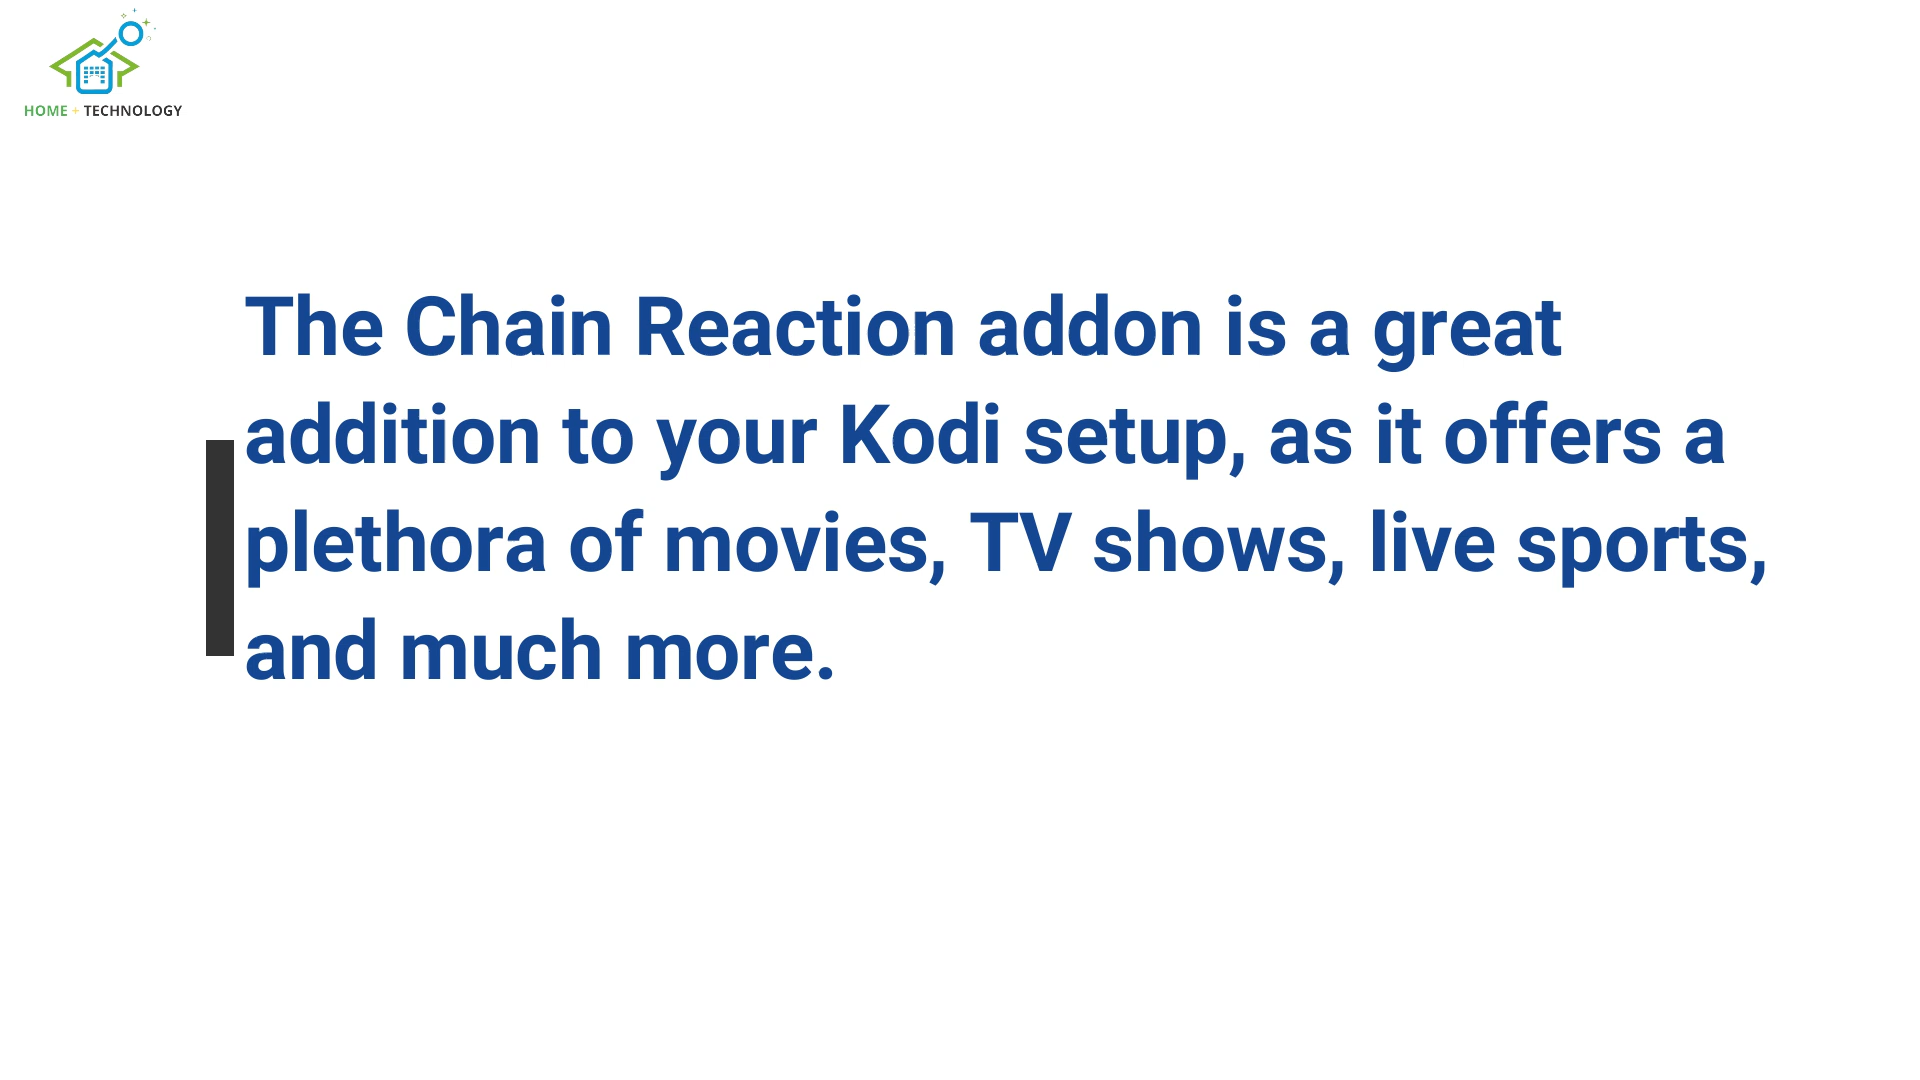 HOME + TECHNOLOGY
The Chain Reaction addon is a great
addition to your Kodi setup, as it offers a
plethora of movies, TV shows, live sports,
and much more.